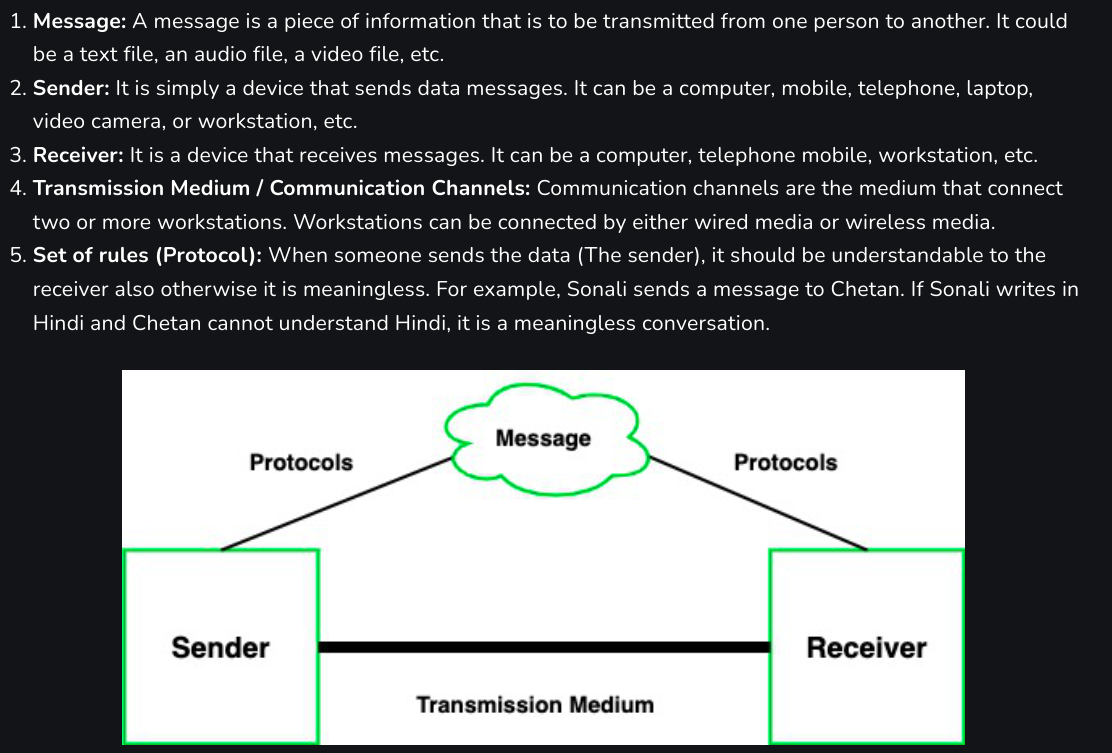 1. Message: A message is a piece of information that is to be transmitted from one person to another. It could
be a text file, an audio file, a video file, etc.
2. Sender: It is simply a device that sends data messages. It can be a computer, mobile, telephone, laptop,
video camera, or workstation, etc.
3. Receiver: It is a device that receives messages. It can be a computer, telephone mobile, workstation, etc.
4. Transmission Medium / Communication Channels: Communication channels are the medium that connect
two or more workstations. Workstations can be connected by either wired media or wireless media.
5. Set of rules (Protocol): When someone sends the data (The sender), it should be understandable to the
receiver also otherwise it is meaningless. For example, Sonali sends a message to Chetan. If Sonali writes in
Hindi and Chetan cannot understand Hindi, it is a meaningless conversation.
Message
Protocols
Protocols
Sender
Receiver
Transmission Medium